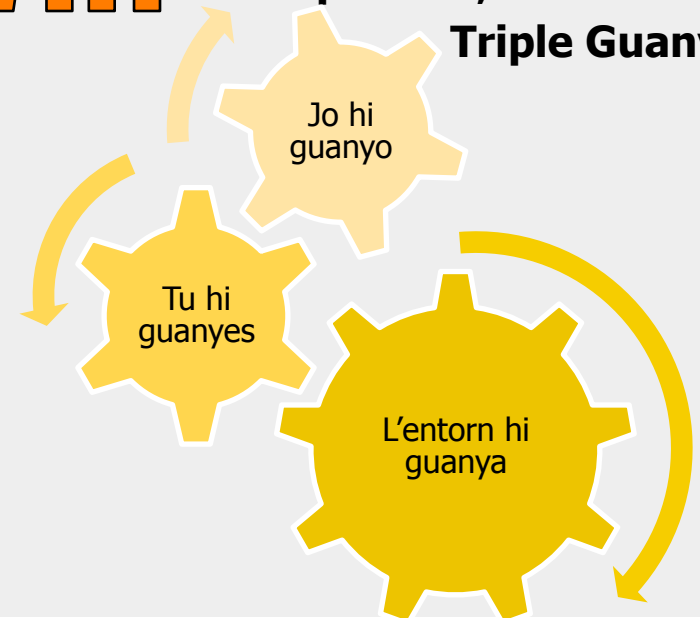 Triple Guany
Jo hi
guanyo
Tu hi
guanyes
L'entorn hi
guanya